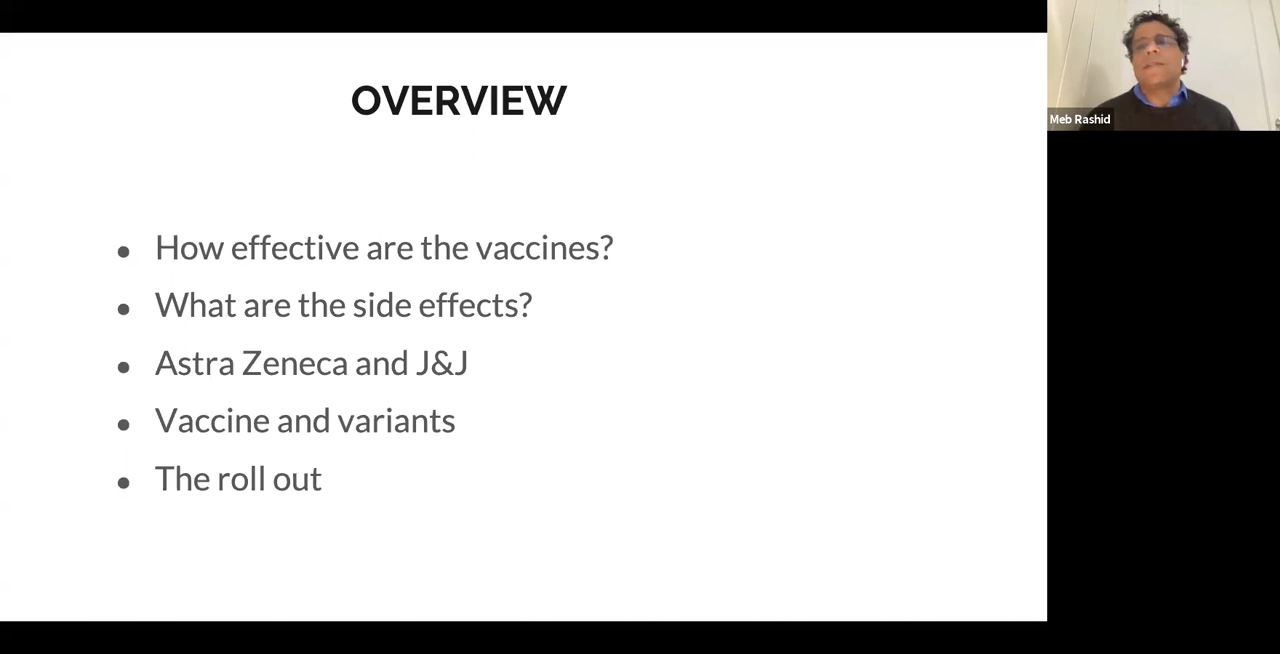 OVERVIEW
Meb Rashid
● How effective are the vaccines?
● What are the side effects?
● Astra Zeneca and J&J
● Vaccine and variants
● The roll out